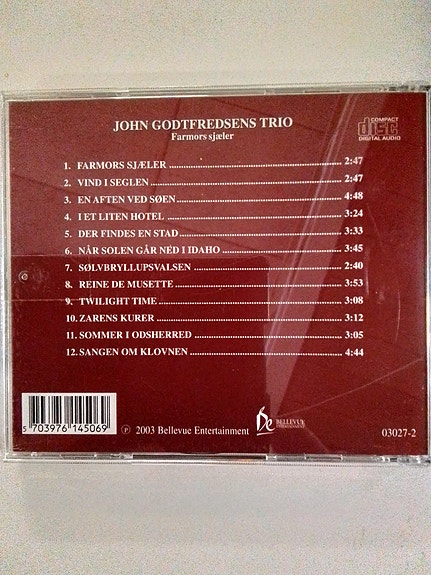 JOHN GODTFREDSENS TRIO
Farmors sjæler
COMPACT
disc
DIGITAL AUDIO
1. FARMORS SJÆLER 2:47
2. VIND I SEGLEN 2:47
3. EN AFTEN VED SØEN 4:48
4. I ET LITEN HOTEL 3:24
5. DER FINDES EN STAD 3:33
6. NÅR SOLEN GÅR NÉD I IDAHO 3:45
7. SØLVBRYLLUPSVALSEN 2:40
8. REINE DE MUSETTE 3:53
9. TWILIGHT TIME 3:08
10. ZARENS KURER 3:12
11. SOMMER I ODSHERRED 3:05
12. SANGEN OM KLOVNEN 4:44
5 703976 145069
℗ 2003 Bellevue Entertainment
Be BELLEVUE
ENTERTAINMENT
03027-2